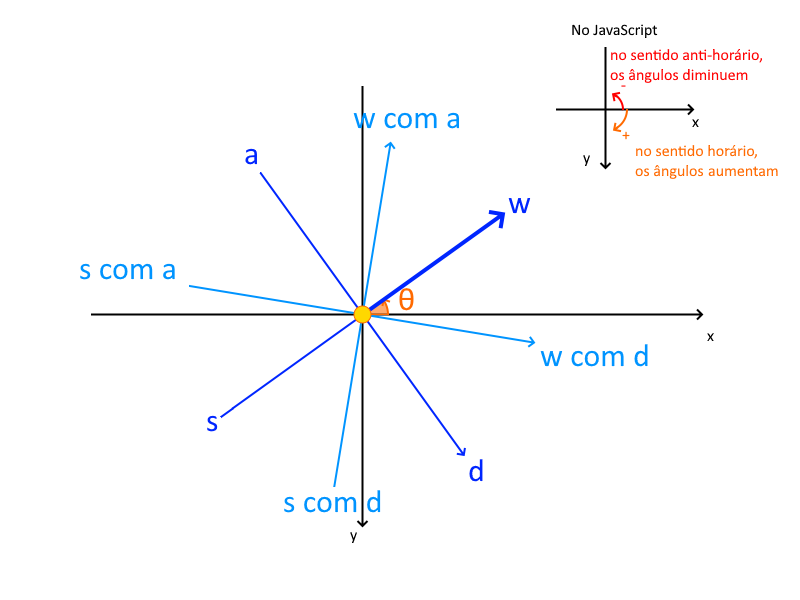 No JavaScript
no sentido anti-horário,
os ângulos diminuem
-
x
+
y
no sentido horário,
os ângulos aumentam
w com a
a
w
s com a
θ
x
w com d
s
d
s com d
y